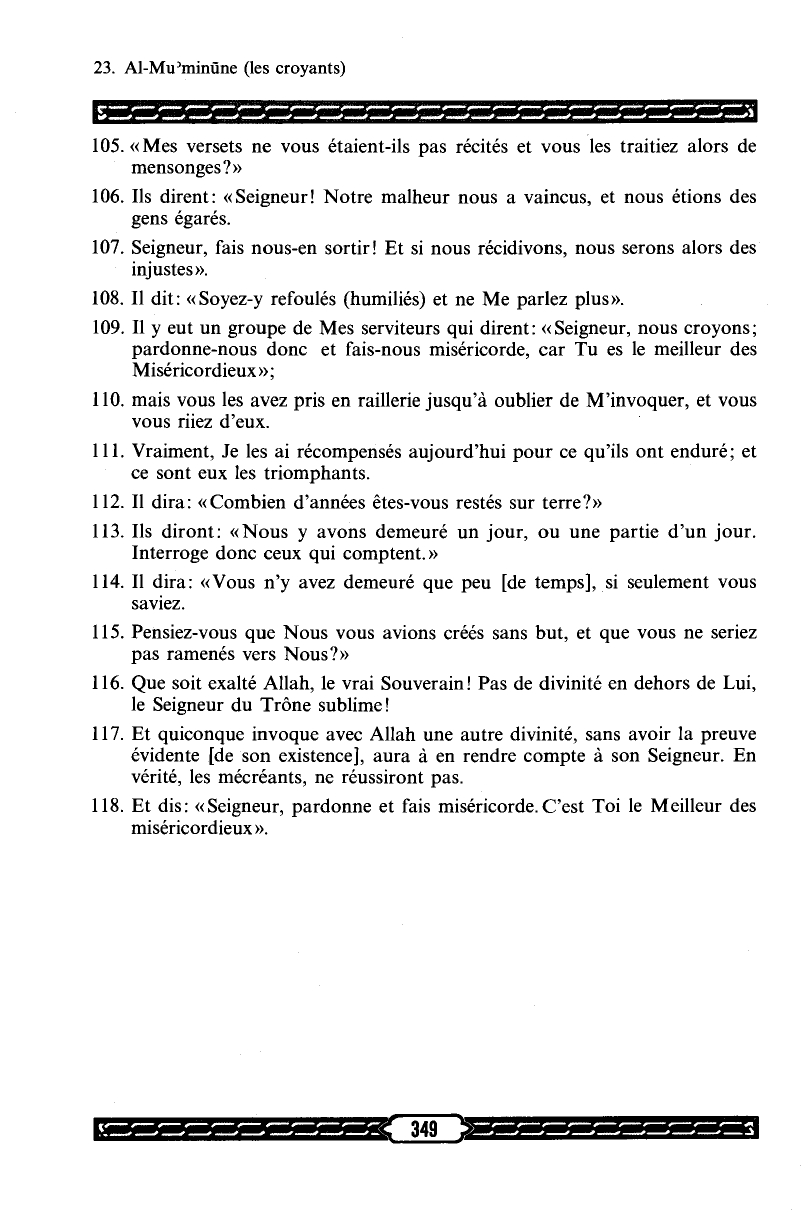 23. Al-Mu’minūne (les croyants)
105. «Mes versets ne vous étaient-ils pas récités et vous les traitiez alors de
mensonges?»
106. Ils dirent: «Seigneur! Notre malheur nous a vaincus, et nous étions des
gens égarés.
107. Seigneur, fais nous-en sortir! Et si nous récidivons, nous serons alors des
injustes».
108. Il dit: «Soyez-y refoulés (humiliés) et ne Me parlez plus».
109. Il y eut un groupe de Mes serviteurs qui dirent: «Seigneur, nous croyons;
pardonne-nous donc et fais-nous miséricorde, car Tu es le meilleur des
Miséricordieux»;
110. mais vous les avez pris en raillerie jusqu’à oublier de M’invoquer, et vous
vous riiez d’eux.
111. Vraiment, Je les ai récompensés aujourd’hui pour ce qu’ils ont enduré; et
ce sont eux les triomphants.
112. Il dira: «Combien d’années êtes-vous restés sur terre?»
113. Ils diront: «Nous y avons demeuré un jour, ou une partie d’un jour.
Interroge donc ceux qui comptent.»
114. Il dira: «Vous n’y avez demeuré que peu [de temps], si seulement vous
saviez.
115. Pensiez-vous que Nous vous avions créés sans but, et que vous ne seriez
pas ramenés vers Nous?»
116. Que soit exalté Allah, le vrai Souverain! Pas de divinité en dehors de Lui,
le Seigneur du Trône sublime!
117. Et quiconque invoque avec Allah une autre divinité, sans avoir la preuve
évidente [de son existence], aura à en rendre compte à son Seigneur. En
vérité, les mécréants, ne réussiront pas.
118. Et dis: «Seigneur, pardonne et fais miséricorde. C’est Toi le Meilleur des
miséricordieux».
349